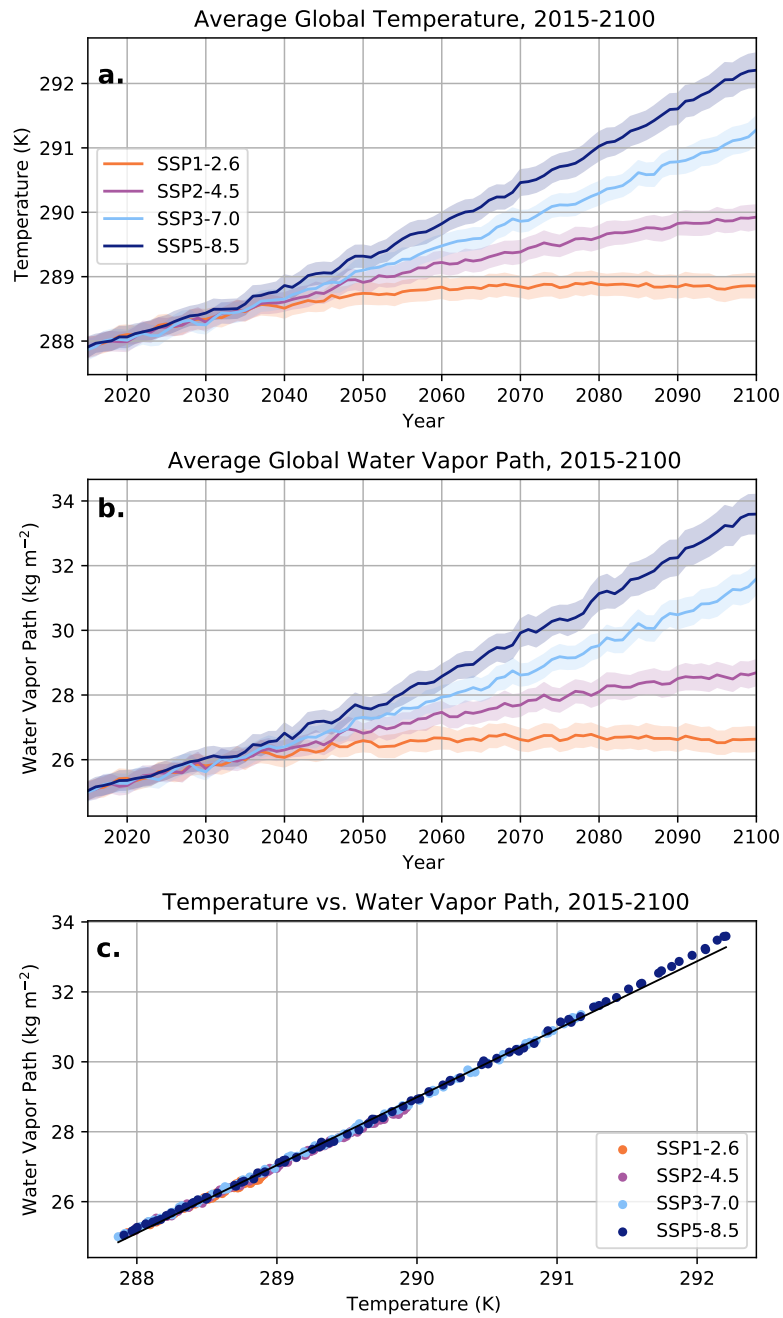 Average Global Temperature, 2015-2100
a.
292
291
290
289
288
Temperature (K)
SSP1-2.6
SSP2-4.5
SSP3-7.0
SSP5-8.5
2020 2030 2040 2050 2060 2070 2080 2090 2100
Year
Average Global Water Vapor Path, 2015-2100
b.
34
32
30
28
26
Water Vapor Path (kg m⁻²)
2020 2030 2040 2050 2060 2070 2080 2090 2100
Year
Temperature vs. Water Vapor Path, 2015-2100
c.
34
32
30
28
26
Water Vapor Path (kg m⁻²)
SSP1-2.6
SSP2-4.5
SSP3-7.0
SSP5-8.5
288 289 290 291 292
Temperature (K)